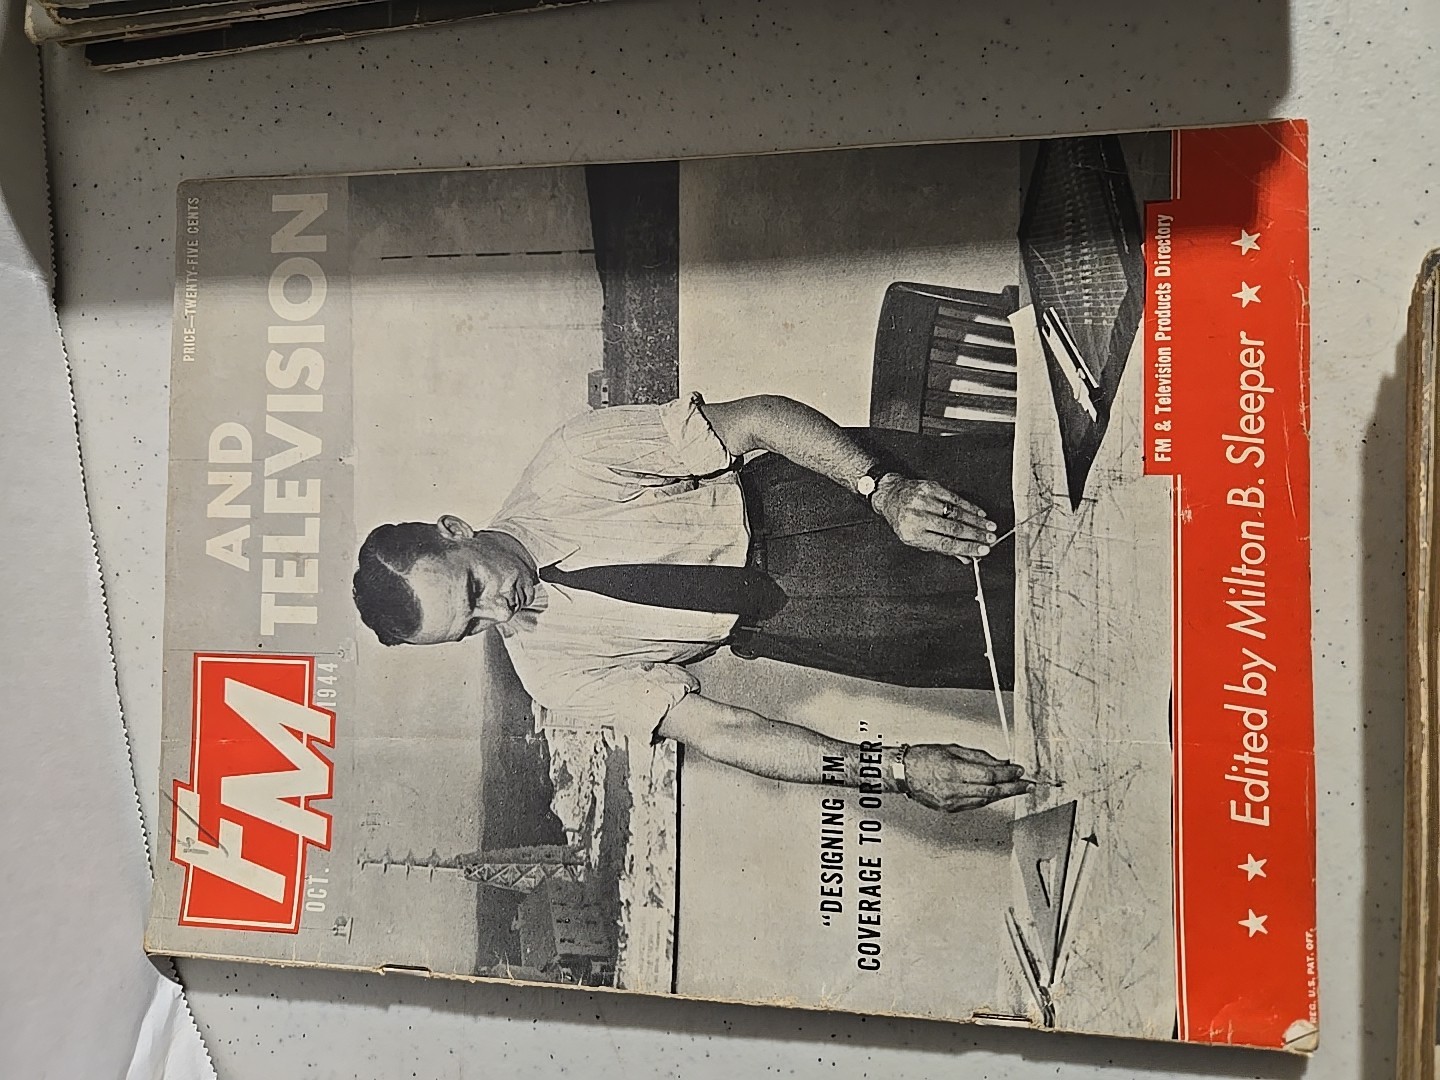 PRICE—TWENTY-FIVE CENTS
FM
AND
TELEVISION
OCT. 1944
"DESIGNING FM
COVERAGE TO ORDER."
FM & Television Products Directory
★ ★ Edited by Milton B. Sleeper ★ ★
REG. U.S. PAT. OFF.